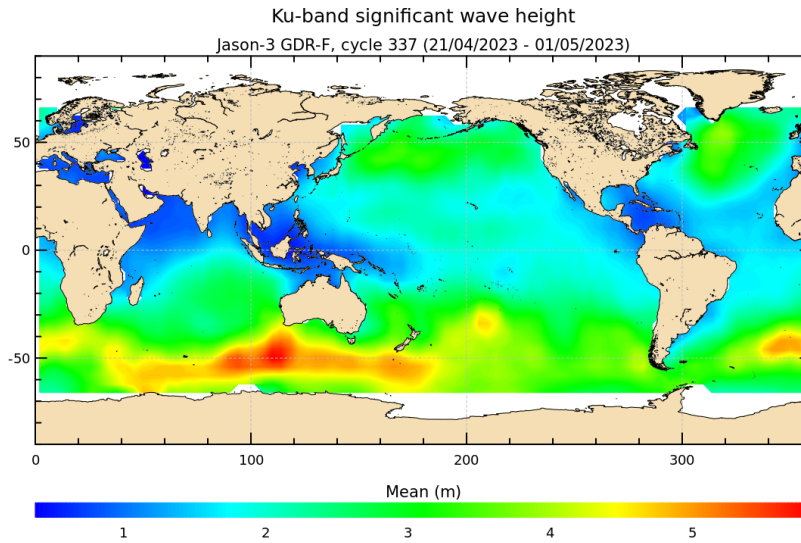 Ku-band significant wave height
Jason-3 GDR-F, cycle 337 (21/04/2023 - 01/05/2023)
50
0
-50
0 100 200 300
Mean (m)
1 2 3 4 5